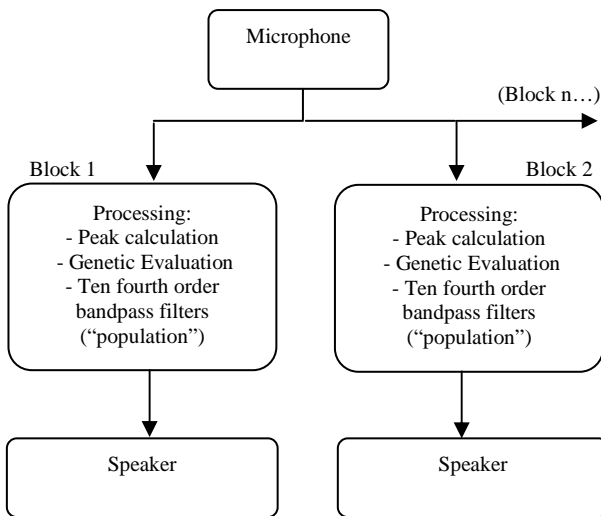 Microphone
(Block n…)
Block 1
Block 2
Processing:
- Peak calculation
- Genetic Evaluation
- Ten fourth order
bandpass filters
(“population”)
Processing:
- Peak calculation
- Genetic Evaluation
- Ten fourth order
bandpass filters
(“population”)
Speaker
Speaker